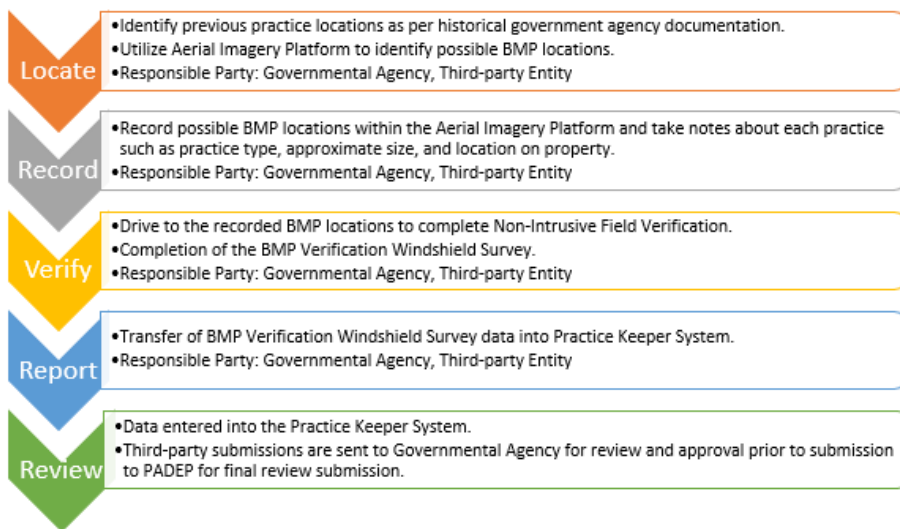 Locate
•Identify previous practice locations as per historical government agency documentation.
•Utilize Aerial Imagery Platform to identify possible BMP locations.
•Responsible Party: Governmental Agency, Third-party Entity
Record
•Record possible BMP locations within the Aerial Imagery Platform and take notes about each practice
such as practice type, approximate size, and location on property.
•Responsible Party: Governmental Agency, Third-party Entity
Verify
•Drive to the recorded BMP locations to complete Non-Intrusive Field Verification.
•Completion of the BMP Verification Windshield Survey.
•Responsible Party: Governmental Agency, Third-party Entity
Report
•Transfer of BMP Verification Windshield Survey data into Practice Keeper System.
•Responsible Party: Governmental Agency, Third-party Entity
Review
•Data entered into the Practice Keeper System.
•Third-party submissions are sent to Governmental Agency for review and approval prior to submission
to PADEP for final review submission.